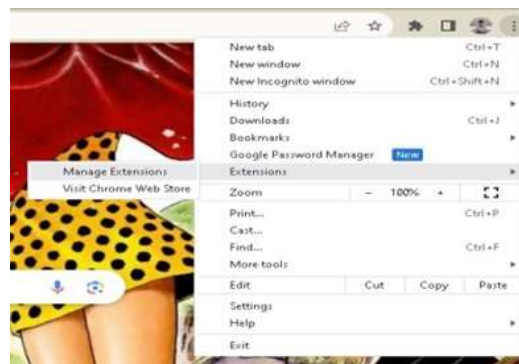 New tab Ctrl+T
New window Ctrl+N
New Incognito window Ctrl+Shift+N
History
Downloads Ctrl+J
Bookmarks
Google Password Manager New
Manage Extensions
Extensions
Visit Chrome Web Store
Zoom - 100% +
Print... Ctrl+P
Cast...
Find... Ctrl+F
More tools
Edit Cut Copy Paste
Settings
Help
Exit